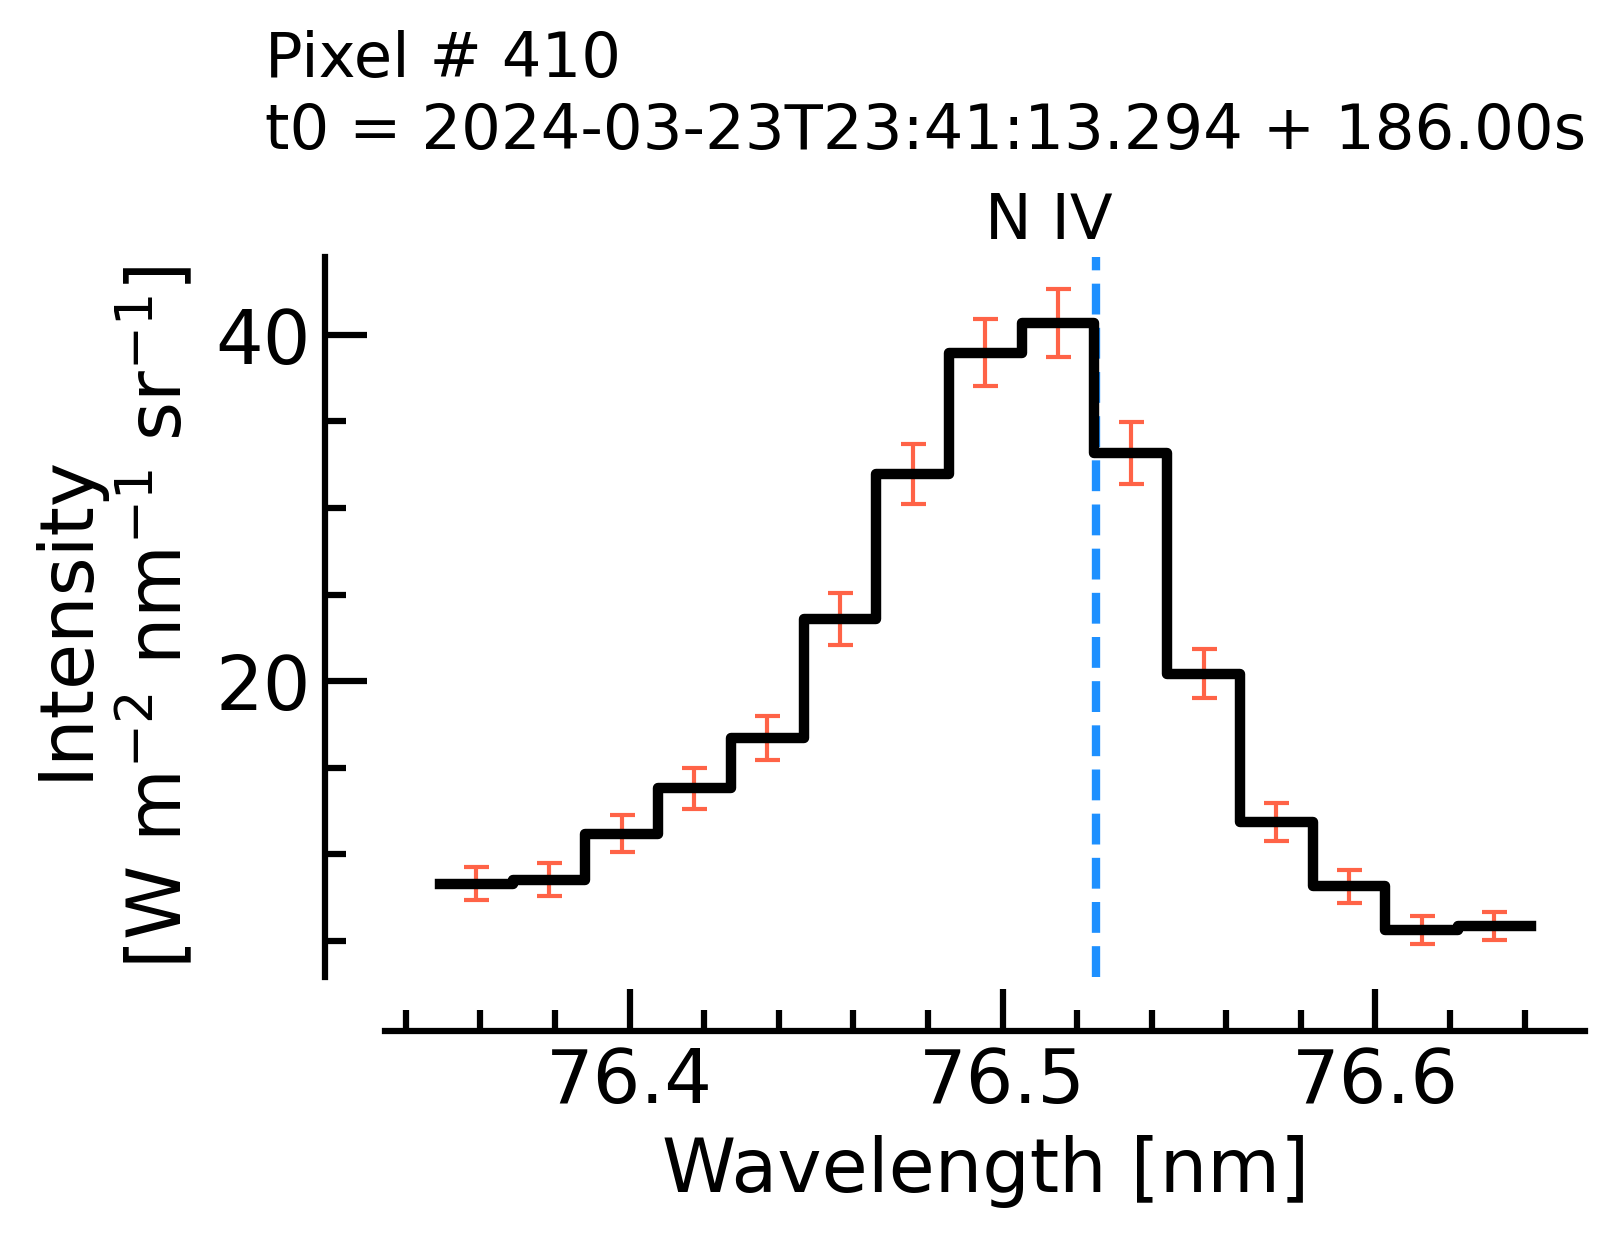 Pixel # 410
t0 = 2024-03-23T23:41:13.294 + 186.00s
N IV
Intensity
[W m⁻² nm⁻¹ sr⁻¹]
40
20
76.4 76.5 76.6
Wavelength [nm]